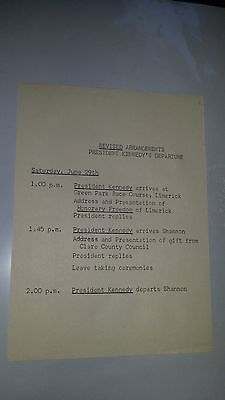 REVISED ARRANGEMENTS
PRESIDENT KENNEDY'S DEPARTURE
Saturday, June 29th
1.00 p.m. President Kennedy arrives at
Green Park Race Course, Limerick
Address and Presentation of
Honorary Freedom of Limerick
President replies
1.45 p.m. President Kennedy arrives Shannon
Address and Presentation of gift from
Clare County Council
President replies
Leave taking ceremonies
2.00 p.m. President Kennedy departs Shannon